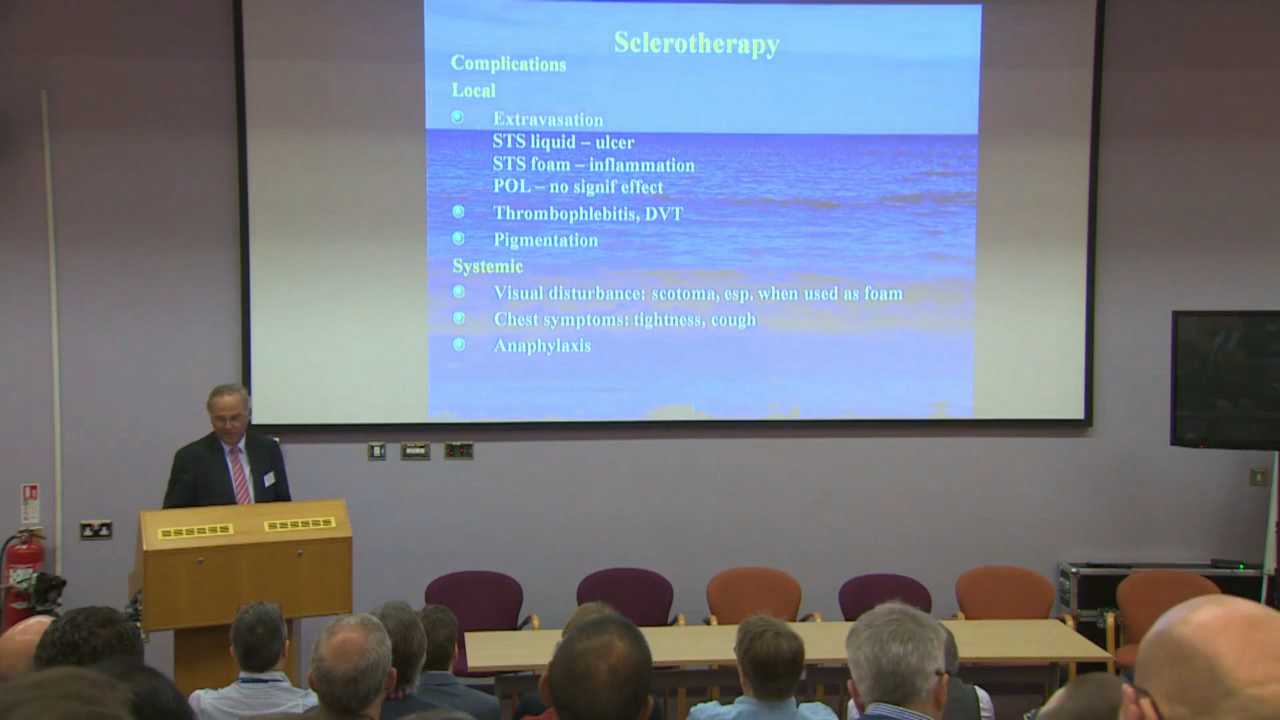 Sclerotherapy
Complications
Local
Extravasation
STS liquid – ulcer
STS foam – inflammation
POL – no signif effect
Thrombophlebitis, DVT
Pigmentation
Systemic
Visual disturbance: scotoma, esp. when used as foam
Chest symptoms: tightness, cough
Anaphylaxis